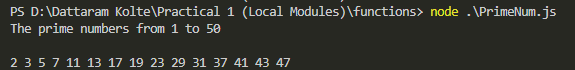 PS D:\Dattaram Kolte\Practical 1 (Local Modules)\functions> node .\PrimeNum.js
The prime numbers from 1 to 50
2 3 5 7 11 13 17 19 23 29 31 37 41 43 47